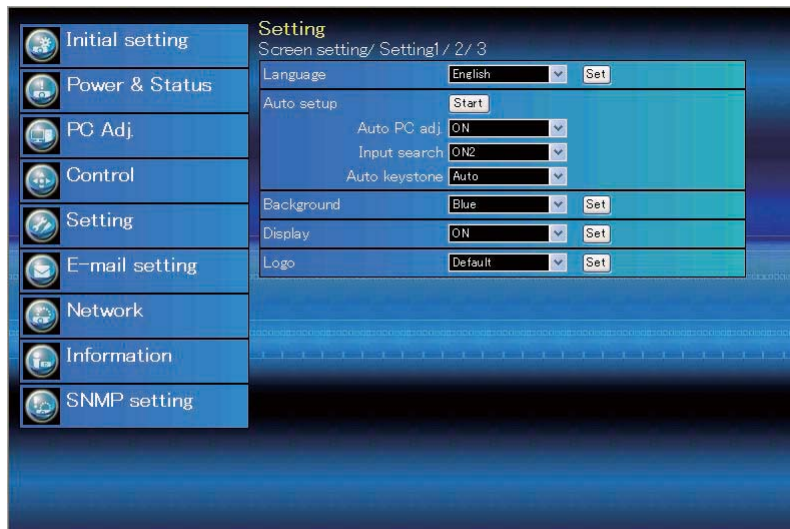 Initial setting
Power & Status
PC Adj.
Control
Setting
E-mail setting
Network
Information
SNMP setting
Setting
Screen setting/ Setting1/ 2/ 3
Language English Set
Auto setup Start
Auto PC adj. ON
Input search ON2
Auto keystone Auto
Background Blue Set
Display ON Set
Logo Default Set